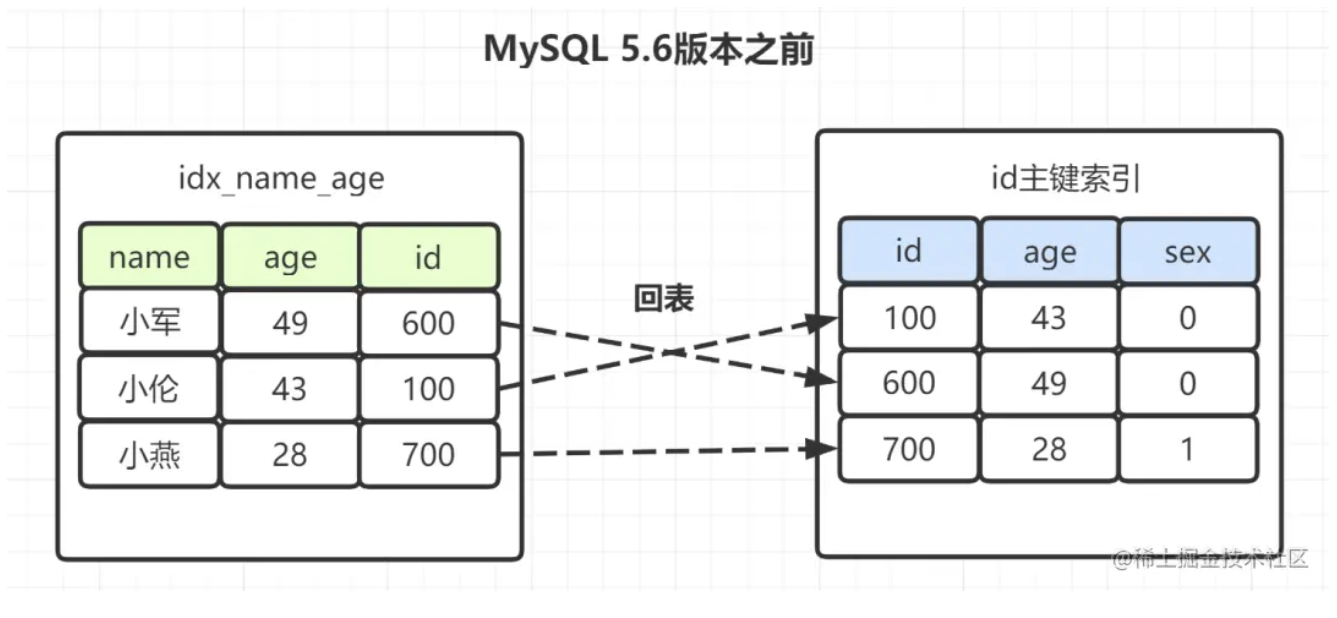 MySQL 5.6版本之前
idx_name_age
name age id
小军 49 600
小伦 43 100
小燕 28 700
回表
id主键索引
id age sex
100 43 0
600 49 0
700 28 1
@稀土掘金技术社区